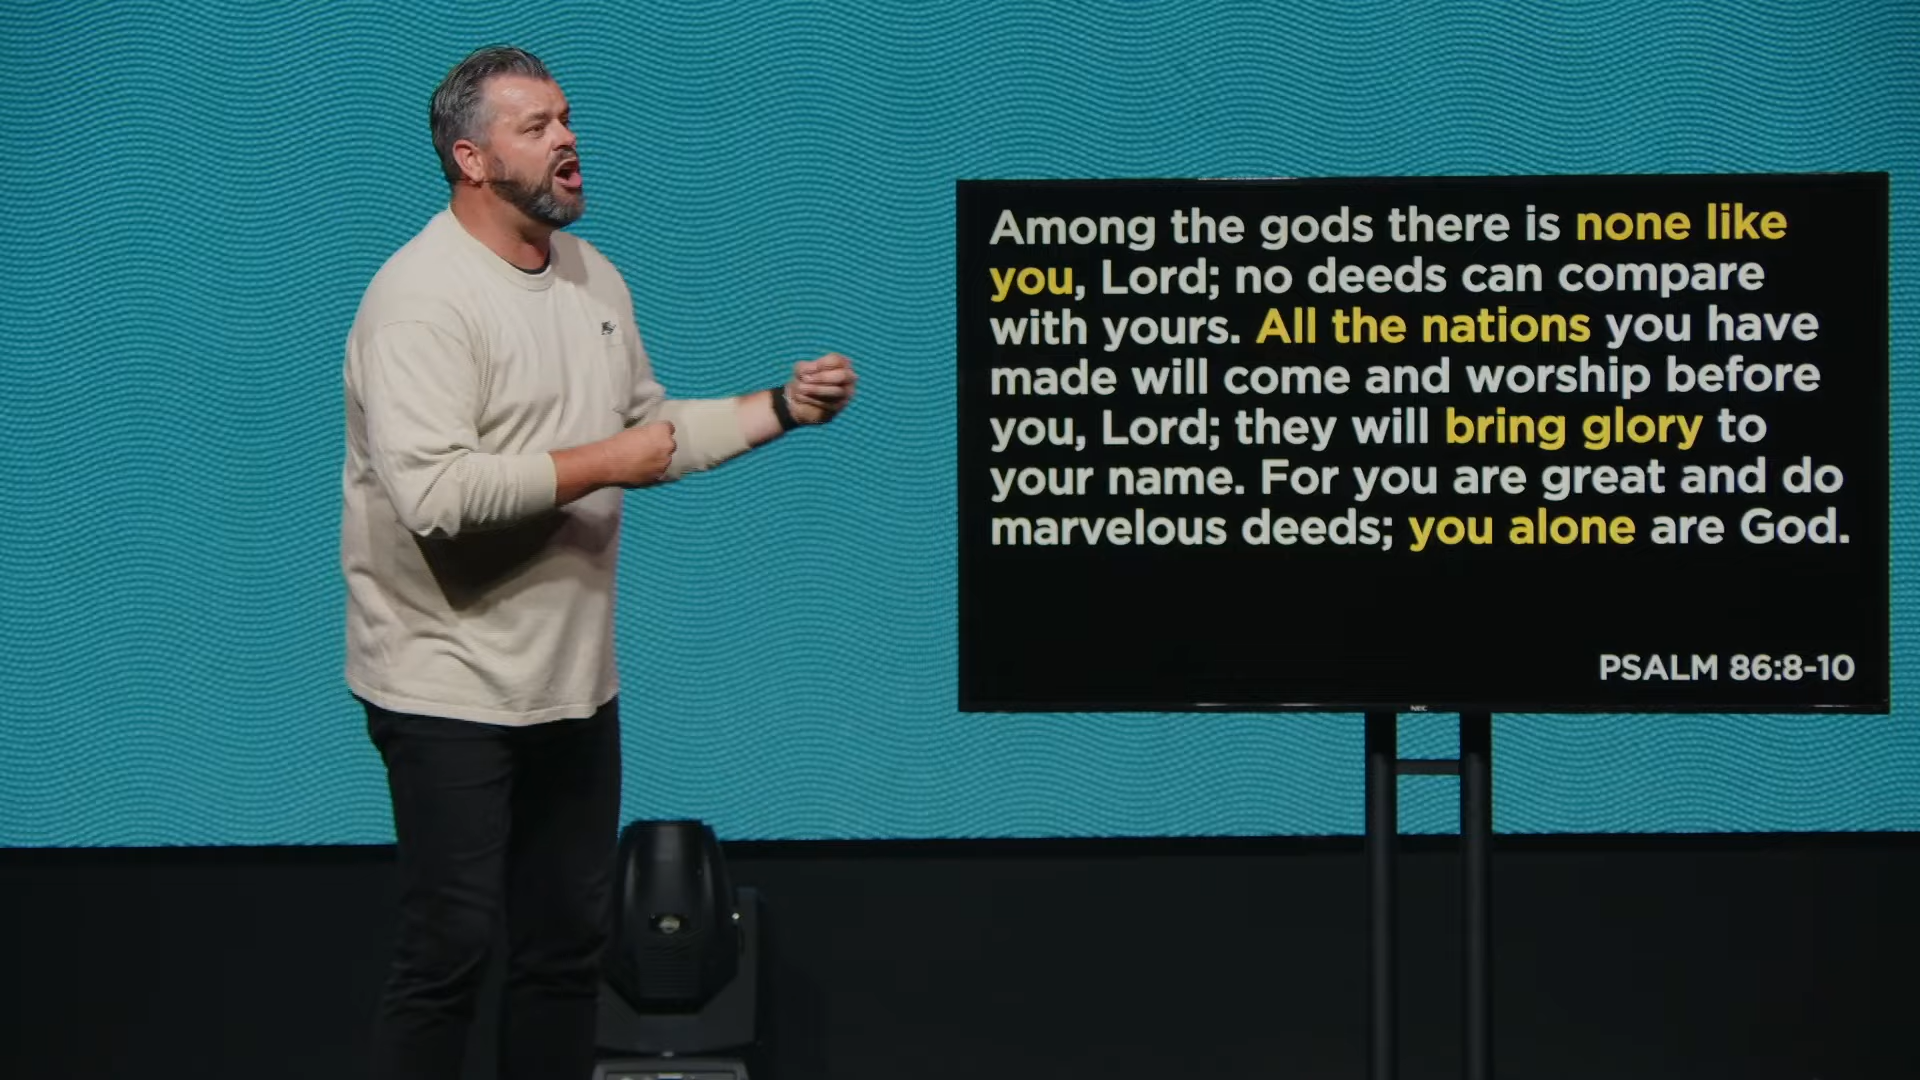 Among the gods there is none like
you, Lord; no deeds can compare
with yours. All the nations you have
made will come and worship before
you, Lord; they will bring glory to
your name. For you are great and do
marvelous deeds; you alone are God.
PSALM 86:8-10
NEC